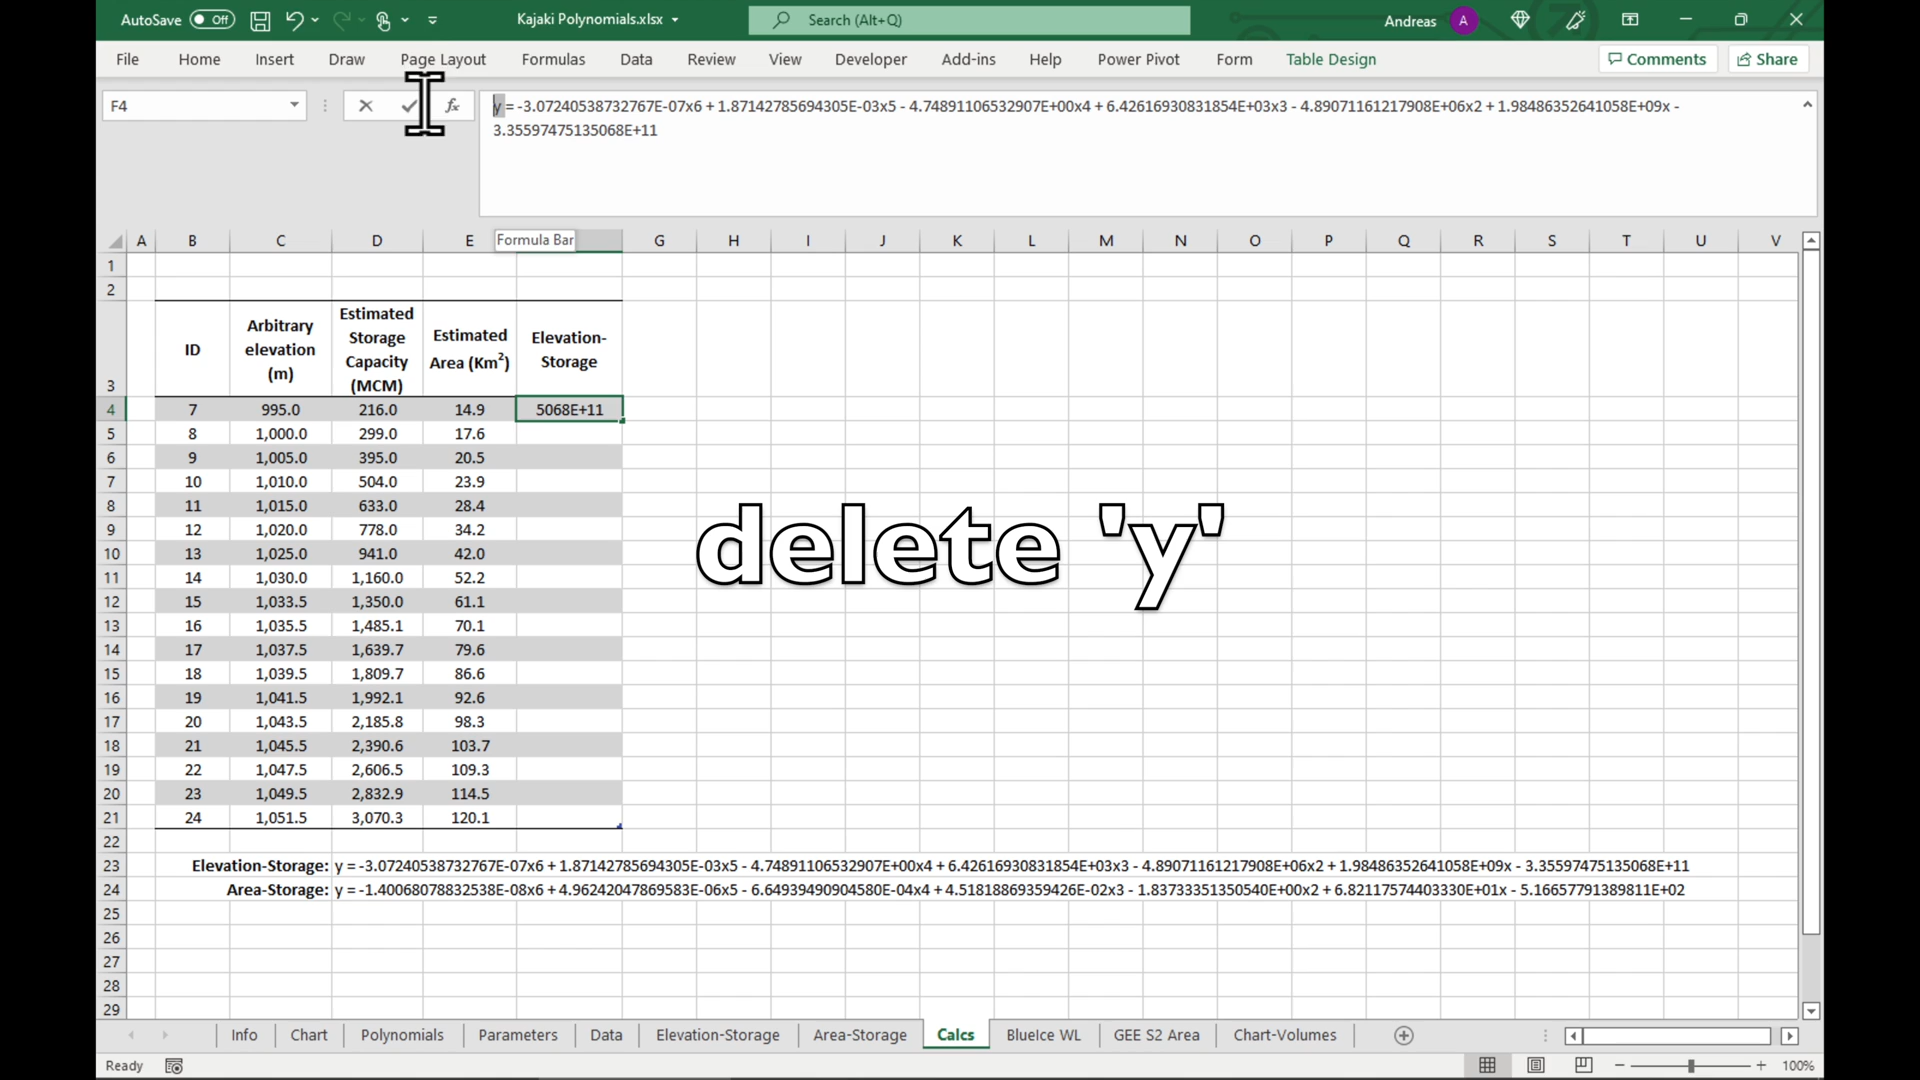 AutoSave Off Kajaki Polynomials.xlsx Search (Alt+Q) Andreas A
File Home Insert Draw Page Layout Formulas Data Review View Developer Add-ins Help Power Pivot Form Table Design Comments Share
F4 fx y = -3.07240538732767E-07x6 + 1.87142785694305E-03x5 - 4.74891106532907E+00x4 + 6.42616930831854E+03x3 - 4.89071161217908E+06x2 + 1.98486352641058E+09x -
3.35597475135068E+11
Formula Bar
A B C D E G H I J K L M N O P Q R S T U V
1
2
3 ID Arbitrary elevation (m) Estimated Storage Capacity (MCM) Estimated Area (Km2) Elevation-Storage
4 7 995.0 216.0 14.9 5068E+11
5 8 1,000.0 299.0 17.6
6 9 1,005.0 395.0 20.5
7 10 1,010.0 504.0 23.9
8 11 1,015.0 633.0 28.4
9 12 1,020.0 778.0 34.2
10 13 1,025.0 941.0 42.0
11 14 1,030.0 1,160.0 52.2
12 15 1,033.5 1,350.0 61.1
13 16 1,035.5 1,485.1 70.1
14 17 1,037.5 1,639.7 79.6
15 18 1,039.5 1,809.7 86.6
16 19 1,041.5 1,992.1 92.6
17 20 1,043.5 2,185.8 98.3
18 21 1,045.5 2,390.6 103.7
19 22 1,047.5 2,606.5 109.3
20 23 1,049.5 2,832.9 114.5
21 24 1,051.5 3,070.3 120.1
delete 'y'
22
23 Elevation-Storage: y = -3.07240538732767E-07x6 + 1.87142785694305E-03x5 - 4.74891106532907E+00x4 + 6.42616930831854E+03x3 - 4.89071161217908E+06x2 + 1.98486352641058E+09x - 3.35597475135068E+11
24 Area-Storage: y = -1.40068078832538E-08x6 + 4.96242047869583E-06x5 - 6.64939490904580E-04x4 + 4.51818869359426E-02x3 - 1.83733351350540E+00x2 + 6.82117574403330E+01x - 5.16657791389811E+02
25
26
27
28
29
Info Chart Polynomials Parameters Data Elevation-Storage Area-Storage Calcs BlueIce WL GEE S2 Area Chart-Volumes
Ready 100%